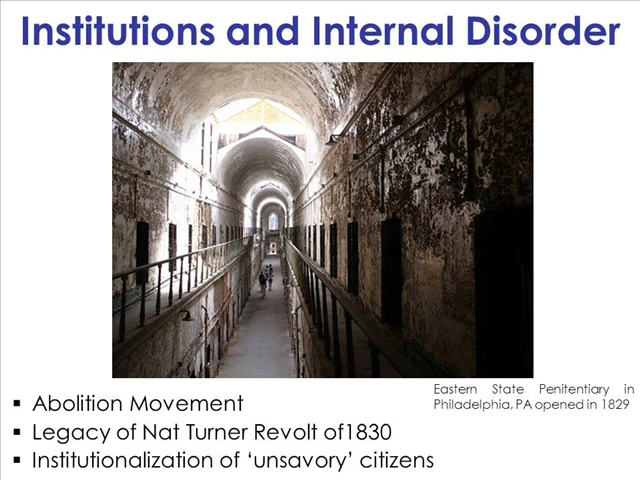 Institutions and Internal Disorder
Eastern State Penitentiary in
Philadelphia, PA opened in 1829
▪ Abolition Movement
▪ Legacy of Nat Turner Revolt of1830
▪ Institutionalization of ‘unsavory’ citizens